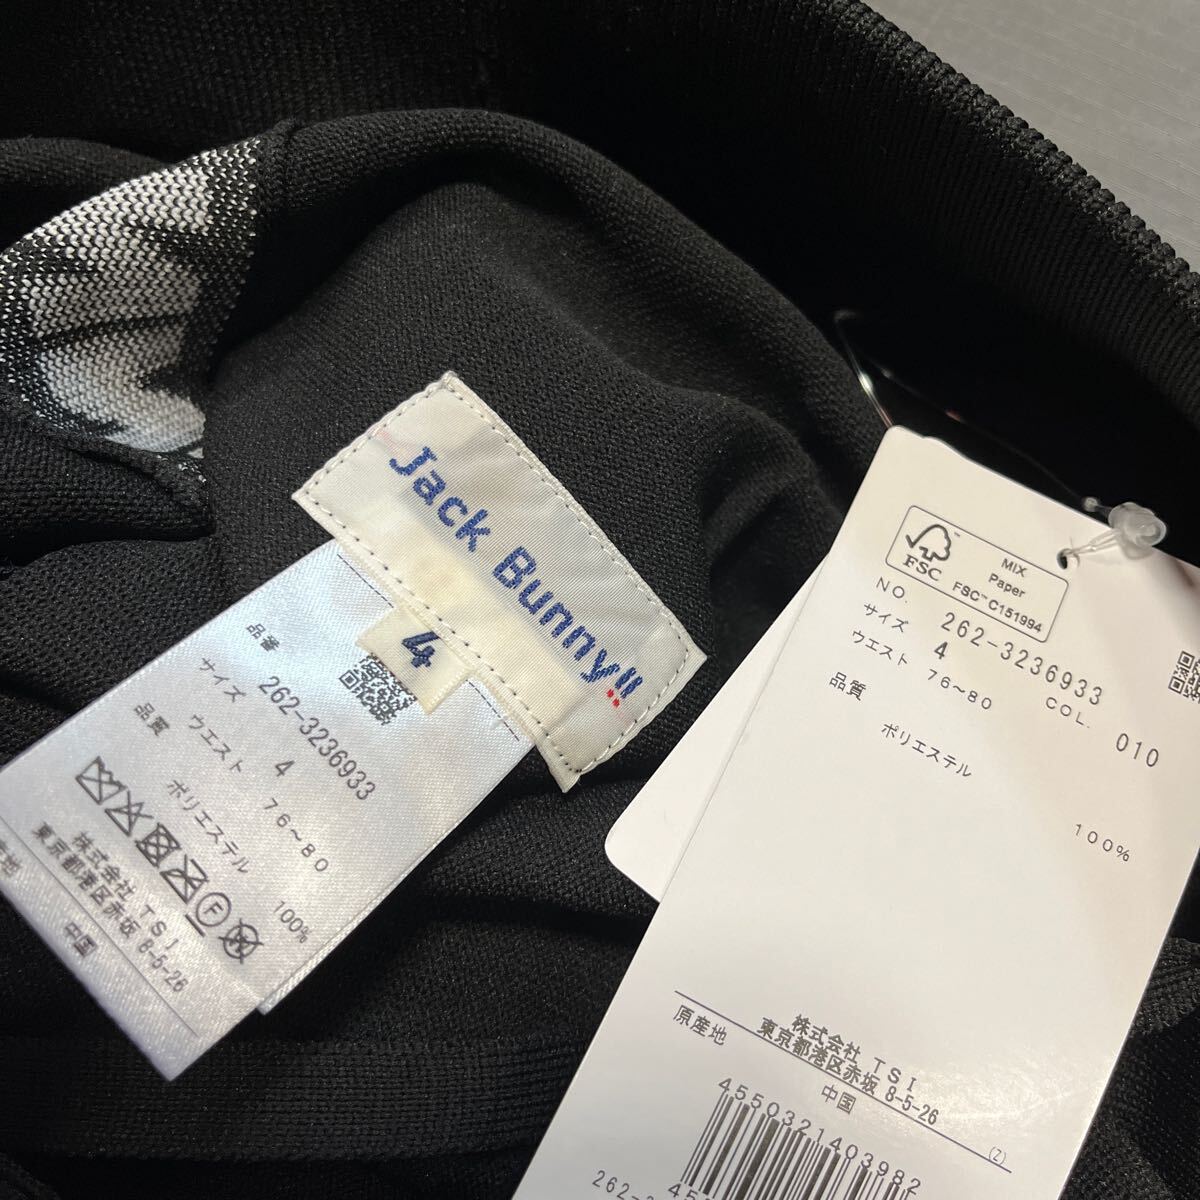 Jack Bunny!!
4
品番
262-3236933
サイズ 4
ウエスト 76~80
品質 ポリエステル
100%
株式会社 TSI
東京都港区赤坂 8-5-26
中国
FSC™
MIX
Paper
FSC™ C151994
NO. 262-3236933
サイズ 4 COL. 010
ウエスト 76~80
品質
ポリエステル
100%
株式会社 TSI
東京都港区赤坂 8-5-26
原産地 中国
(Z)
4550321403982